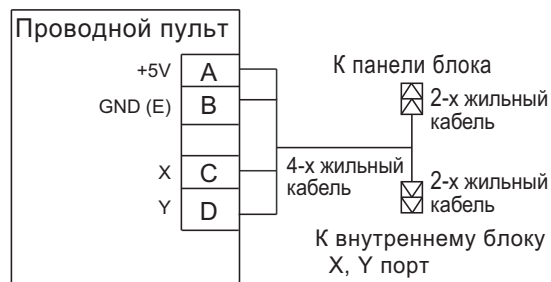 Проводной пульт
+5V A
GND (E) B
X C
Y D
4-х жильный
кабель
К панели блока
2-х жильный
кабель
2-х жильный
кабель
К внутреннему блоку
X, Y порт